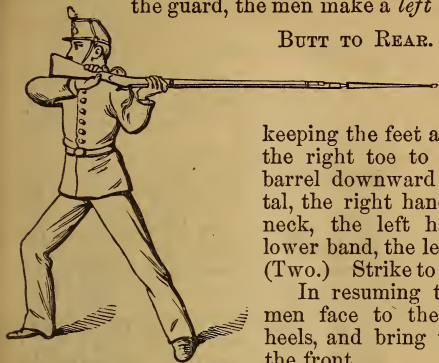 the guard, the men make a left
BUTT TO REAR.
keeping the feet a
the right toe to
barrel downward
tal, the right han
neck, the left h
lower band, the le
(Two.) Strike to
In resuming t
men face to the
heels, and bring
the front.